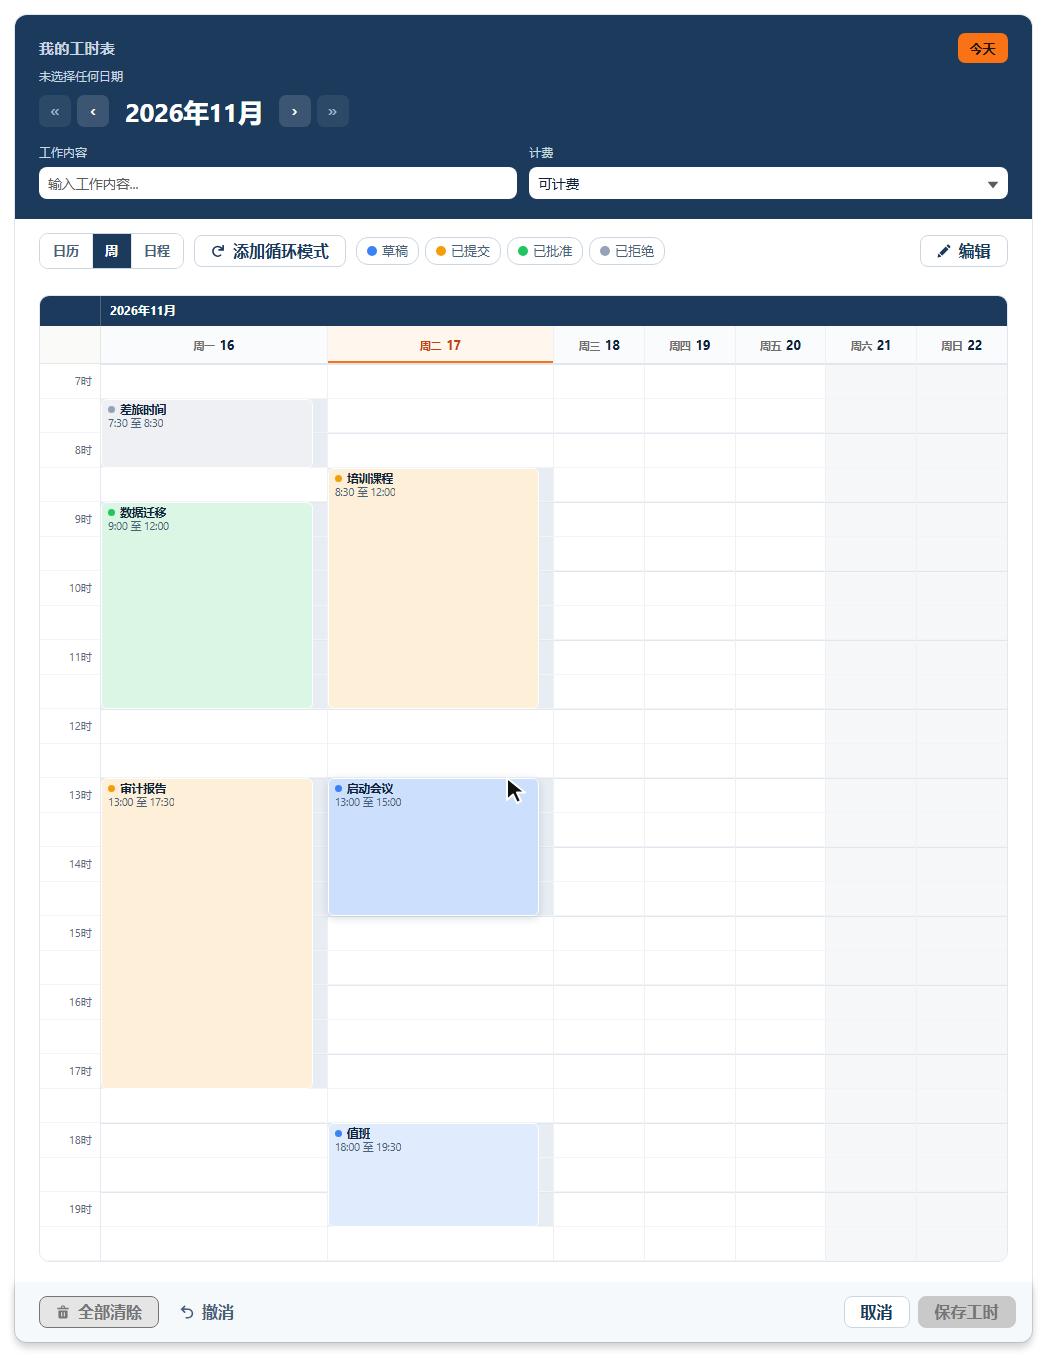 我的工时表
今天
未选择任何日期
« ‹ 2026年11月 › »
工作内容
计费
输入工作内容...
可计费
日历 周 日程 添加循环模式 草稿 已提交 已批准 已拒绝 编辑
2026年11月
周一 16 周二 17 周三 18 周四 19 周五 20 周六 21 周日 22
7时
差旅时间
7:30 至 8:30
8时
培训课程
8:30 至 12:00
9时
数据迁移
9:00 至 12:00
10时
11时
12时
13时
审计报告
13:00 至 17:30
启动会议
13:00 至 15:00
14时
15时
16时
17时
18时
值班
18:00 至 19:30
19时
全部清除 撤消 取消 保存工时